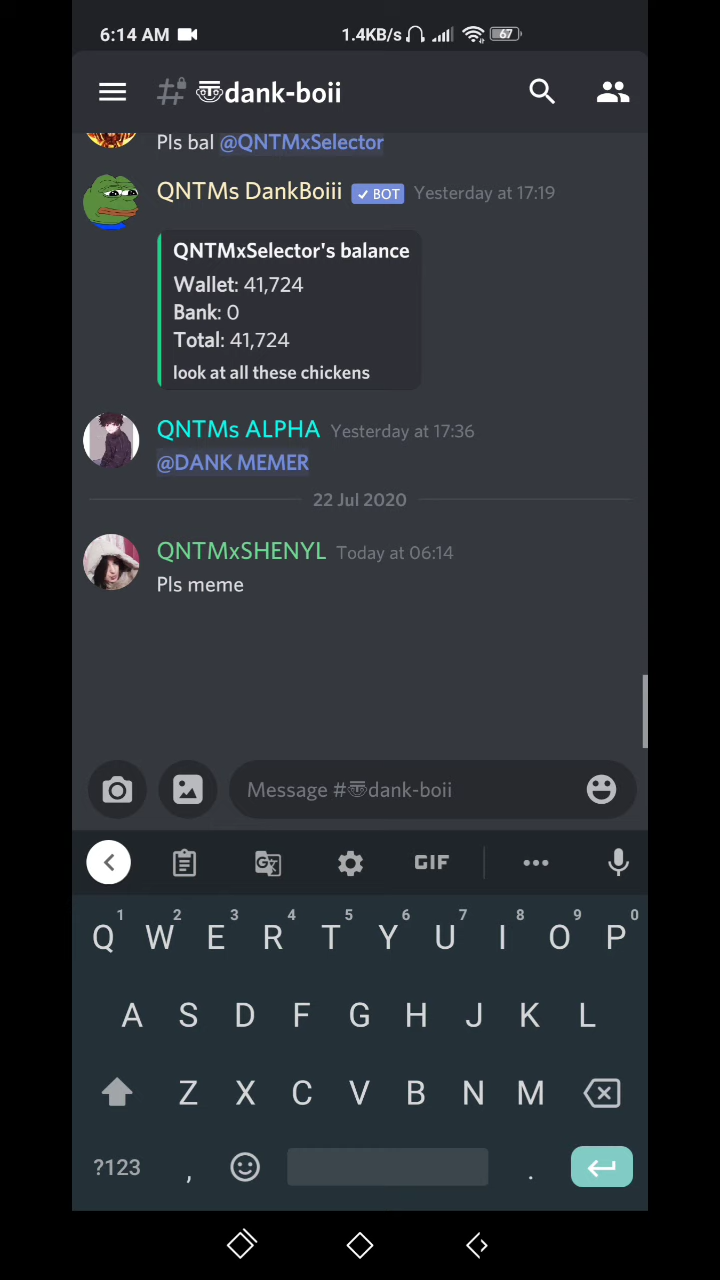 6:14 AM 1.4KB/s 67
dank-boii
Pls bal @QNTMxSelector
QNTMs DankBoiii BOT Yesterday at 17:19
QNTMxSelector's balance
Wallet: 41,724
Bank: 0
Total: 41,724
look at all these chickens
QNTMs ALPHA Yesterday at 17:36
@DANK MEMER
22 Jul 2020
QNTMxSHENYL Today at 06:14
Pls meme
Message #dank-boii
GIF
1 2 3 4 5 6 7 8 9 0
Q W E R T Y U I O P
A S D F G H J K L
Z X C V B N M
?123 , .